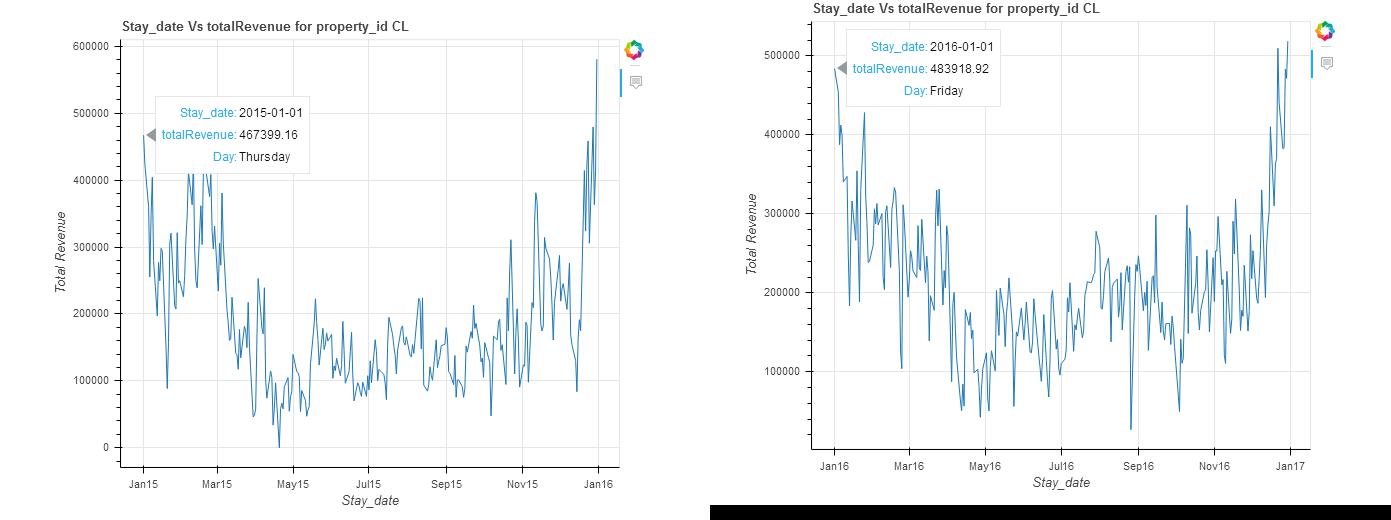 Stay_date Vs totalRevenue for property_id CL
600000
500000
400000
300000
200000
100000
0
Total Revenue
Stay_date: 2015-01-01
totalRevenue: 467399.16
Day: Thursday
Jan15 Mar15 May15 Jul15 Sep15 Nov15 Jan16
Stay_date
Stay_date Vs totalRevenue for property_id CL
500000
400000
300000
200000
100000
Total Revenue
Stay_date: 2016-01-01
totalRevenue: 483918.92
Day: Friday
Jan16 Mar16 May16 Jul16 Sep16 Nov16 Jan17
Stay_date